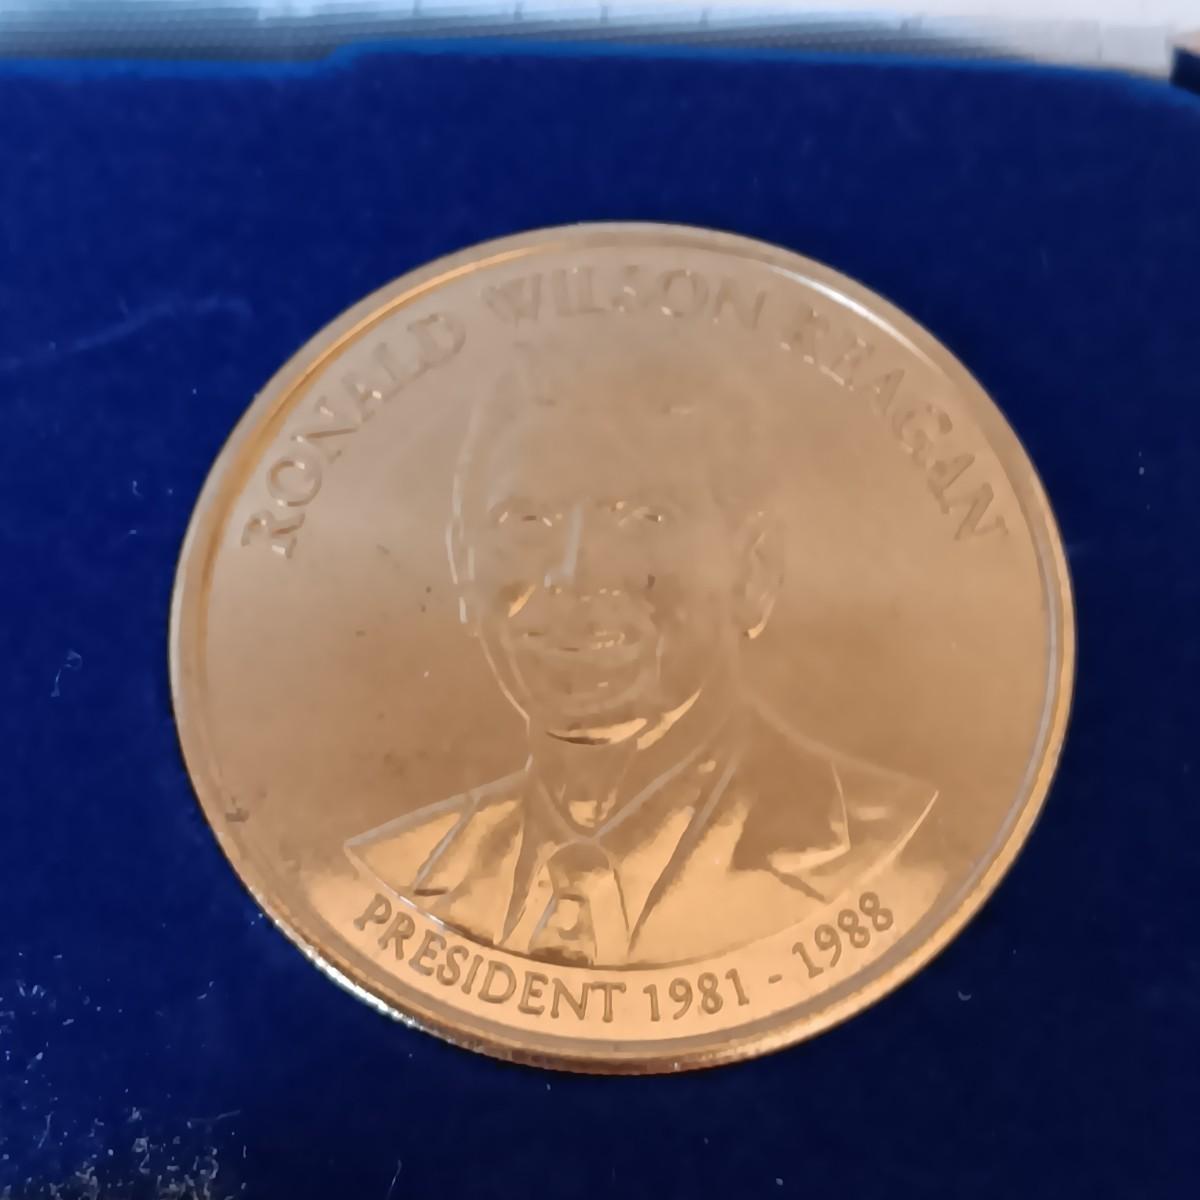 RONALD WILSON REAGAN
PRESIDENT 1981 - 1988